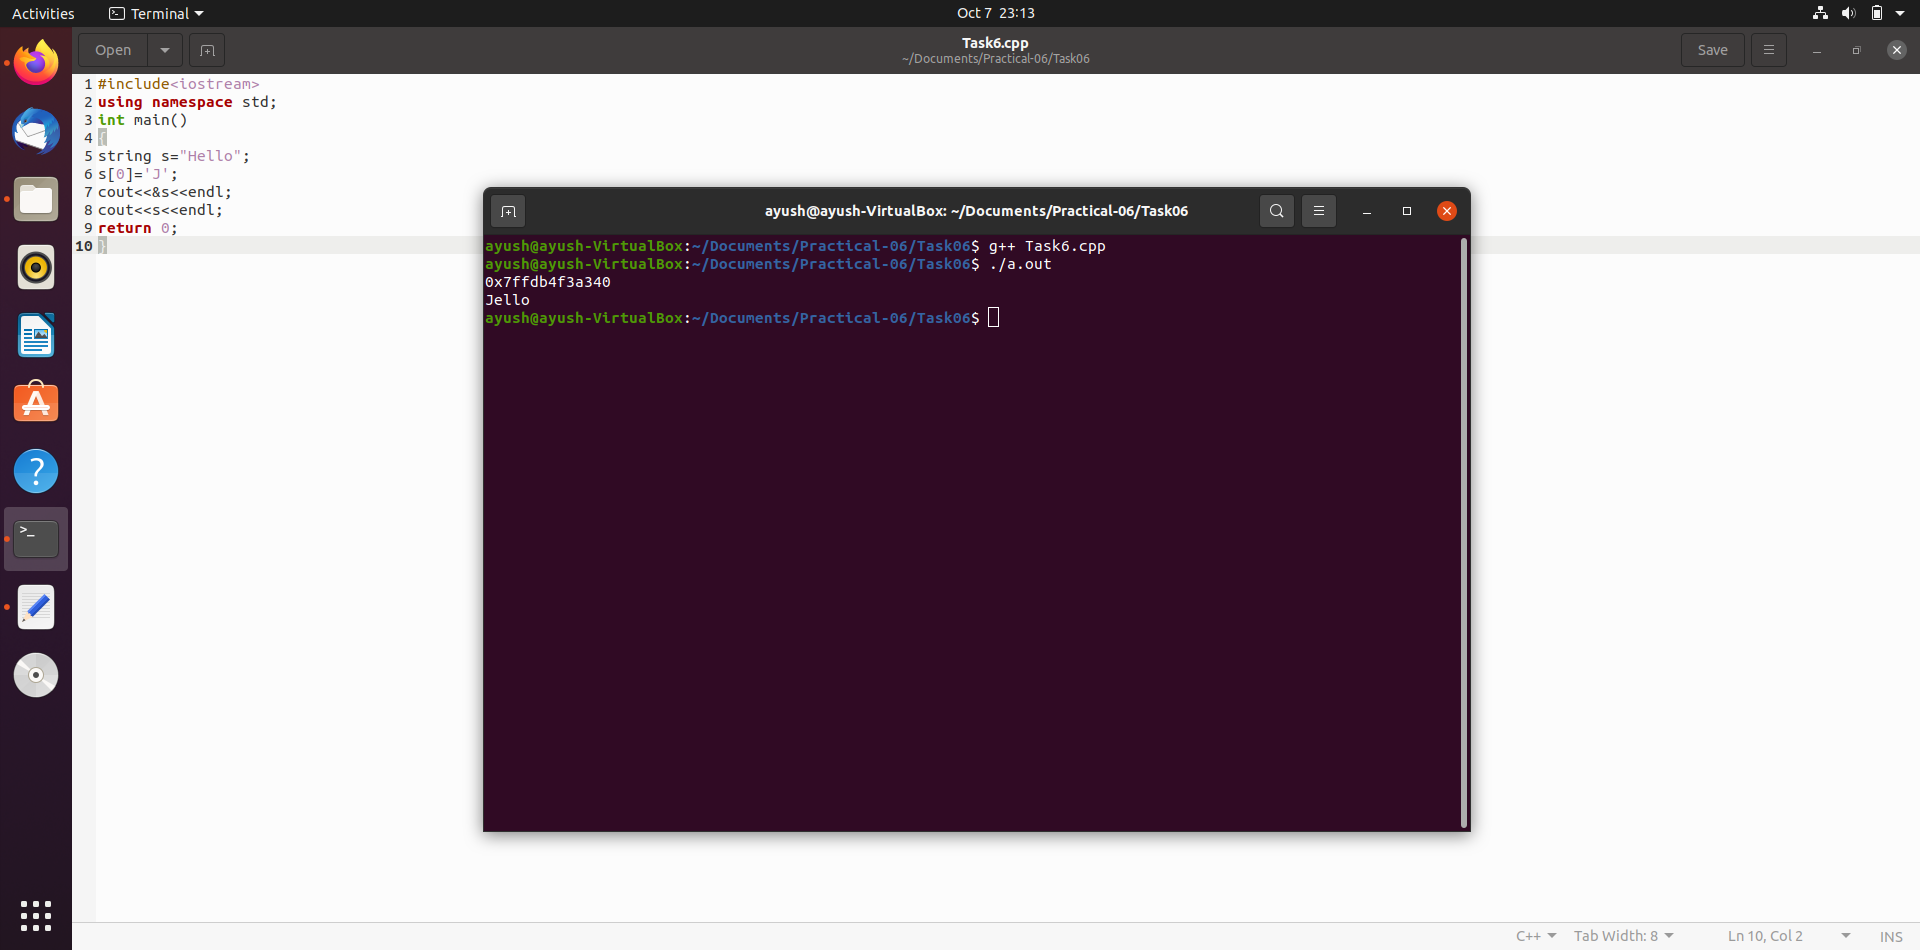 Activities
Terminal
Oct 7 23:13
Open
Task6.cpp
~/Documents/Practical-06/Task06
Save
1 #include<iostream>
2 using namespace std;
3 int main()
4 {
5 string s="Hello";
6 s[0]='J';
7 cout<<&s<<endl;
8 cout<<s<<endl;
9 return 0;
10 }
ayush@ayush-VirtualBox: ~/Documents/Practical-06/Task06
ayush@ayush-VirtualBox:~/Documents/Practical-06/Task06$ g++ Task6.cpp
ayush@ayush-VirtualBox:~/Documents/Practical-06/Task06$ ./a.out
0x7ffdb4f3a340
Jello
ayush@ayush-VirtualBox:~/Documents/Practical-06/Task06$
C++
Tab Width: 8
Ln 10, Col 2
INS